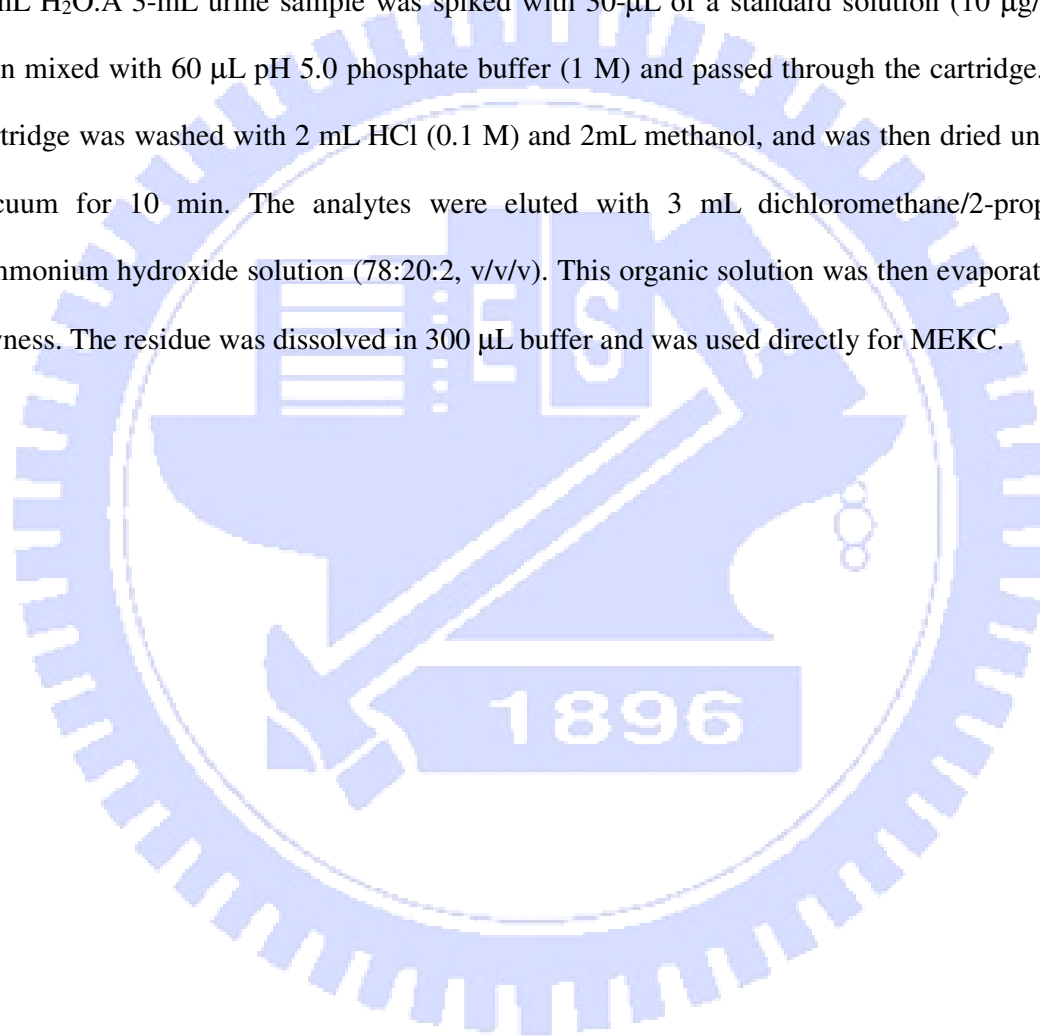 mL H₂O.A 3-mL urine sample was spiked with 30-μL of a standard solution (10 μg/
n mixed with 60 μL pH 5.0 phosphate buffer (1 M) and passed through the cartridge.
rtridge was washed with 2 mL HCl (0.1 M) and 2mL methanol, and was then dried un
cuum for 10 min. The analytes were eluted with 3 mL dichloromethane/2-prop
mmonium hydroxide solution (78:20:2, v/v/v). This organic solution was then evaporat
yness. The residue was dissolved in 300 μL buffer and was used directly for MEKC.
E S A
1896